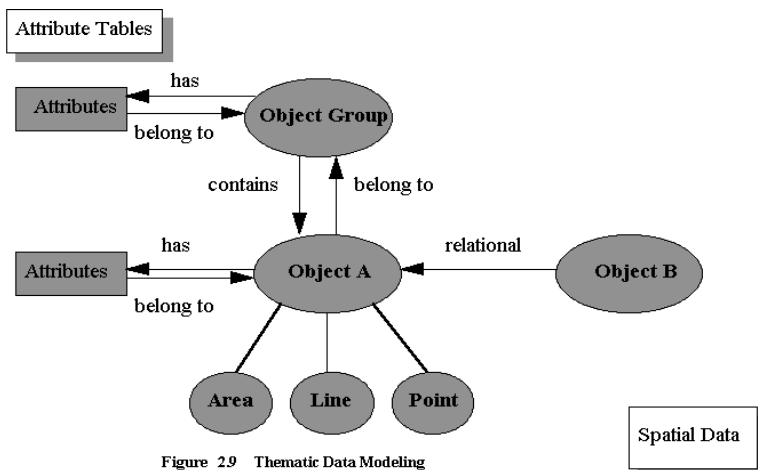 Attribute Tables
has
Attributes
Object Group
belong to
contains
belong to
has
relational
Attributes
Object A
Object B
belong to
Area
Line
Point
Spatial Data
Figure 2.9 Thematic Data Modeling